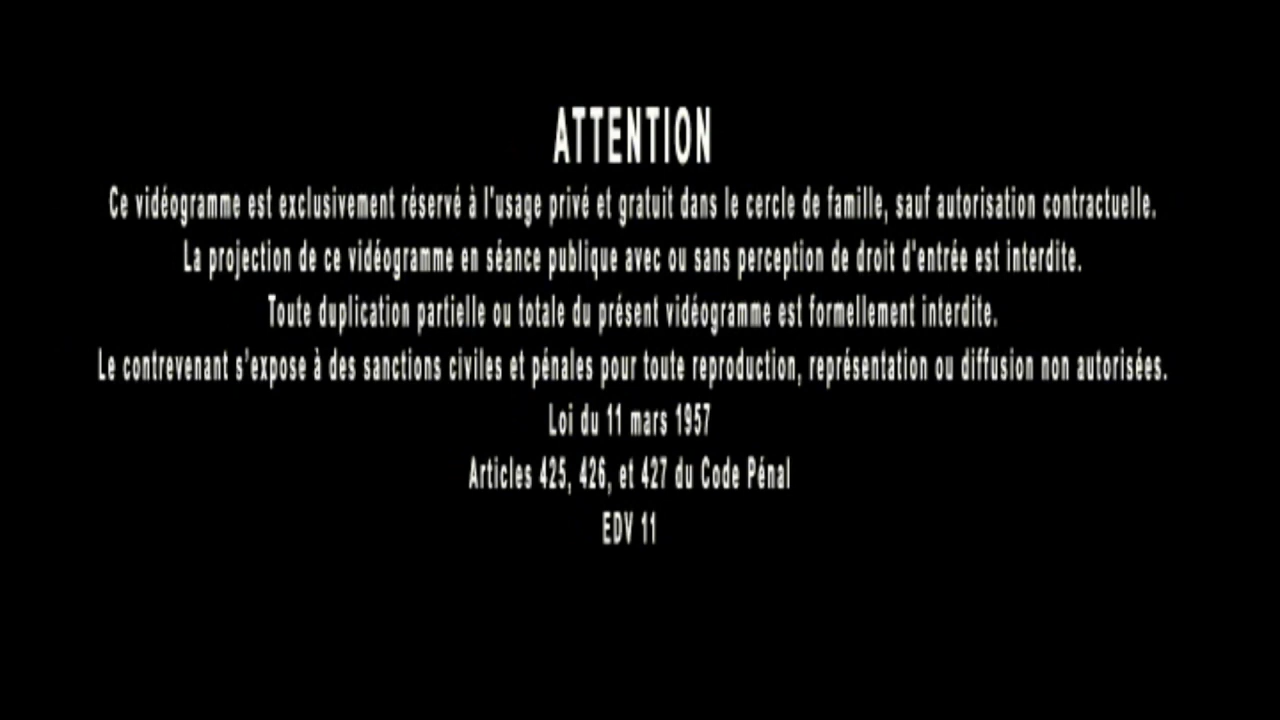 ATTENTION
Ce vidéogramme est exclusivement réservé à l'usage privé et gratuit dans le cercle de famille, sauf autorisation contractuelle.
La projection de ce vidéogramme en séance publique avec ou sans perception de droit d'entrée est interdite.
Toute duplication partielle ou totale du présent vidéogramme est formellement interdite.
Le contrevenant s'expose à des sanctions civiles et pénales pour toute reproduction, représentation ou diffusion non autorisées.
Loi du 11 mars 1957
Articles 425, 426, et 427 du Code Pénal
EDV 11